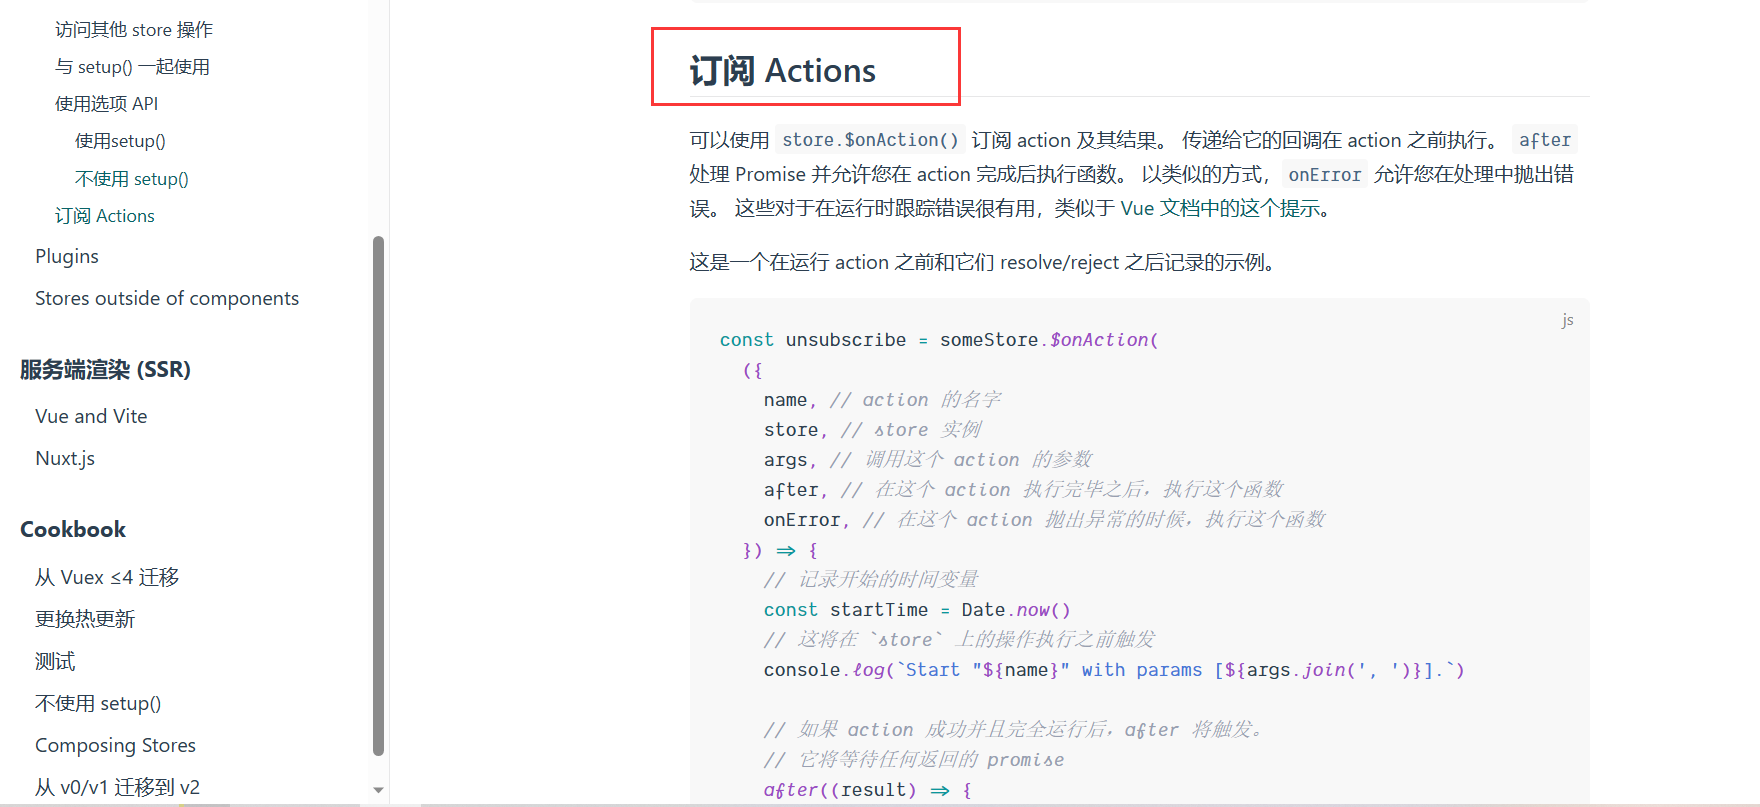 访问其他 store 操作
与 setup() 一起使用
使用选项 API
使用setup()
不使用 setup()
订阅 Actions
Plugins
Stores outside of components
服务端渲染 (SSR)
Vue and Vite
Nuxt.js
Cookbook
从 Vuex ≤4 迁移
更换热更新
测试
不使用 setup()
Composing Stores
从 v0/v1 迁移到 v2
订阅 Actions
可以使用 store.$onAction() 订阅 action 及其结果。 传递给它的回调在 action 之前执行。 after
处理 Promise 并允许您在 action 完成后执行函数。 以类似的方式，onError 允许您在处理中抛出错
误。 这些对于在运行时跟踪错误很有用，类似于 Vue 文档中的这个提示。
这是一个在运行 action 之前和它们 resolve/reject 之后记录的示例。
js
const unsubscribe = someStore.$onAction(
({
name, // action 的名字
store, // store 实例
args, // 调用这个 action 的参数
after, // 在这个 action 执行完毕之后，执行这个函数
onError, // 在这个 action 抛出异常的时候，执行这个函数
}) => {
// 记录开始的时间变量
const startTime = Date.now()
// 这将在 `store` 上的操作执行之前触发
console.log(`Start "${name}" with params [${args.join(', ')}].`)
// 如果 action 成功并且完全运行后，after 将触发。
// 它将等待任何返回的 promise
after((result) => {